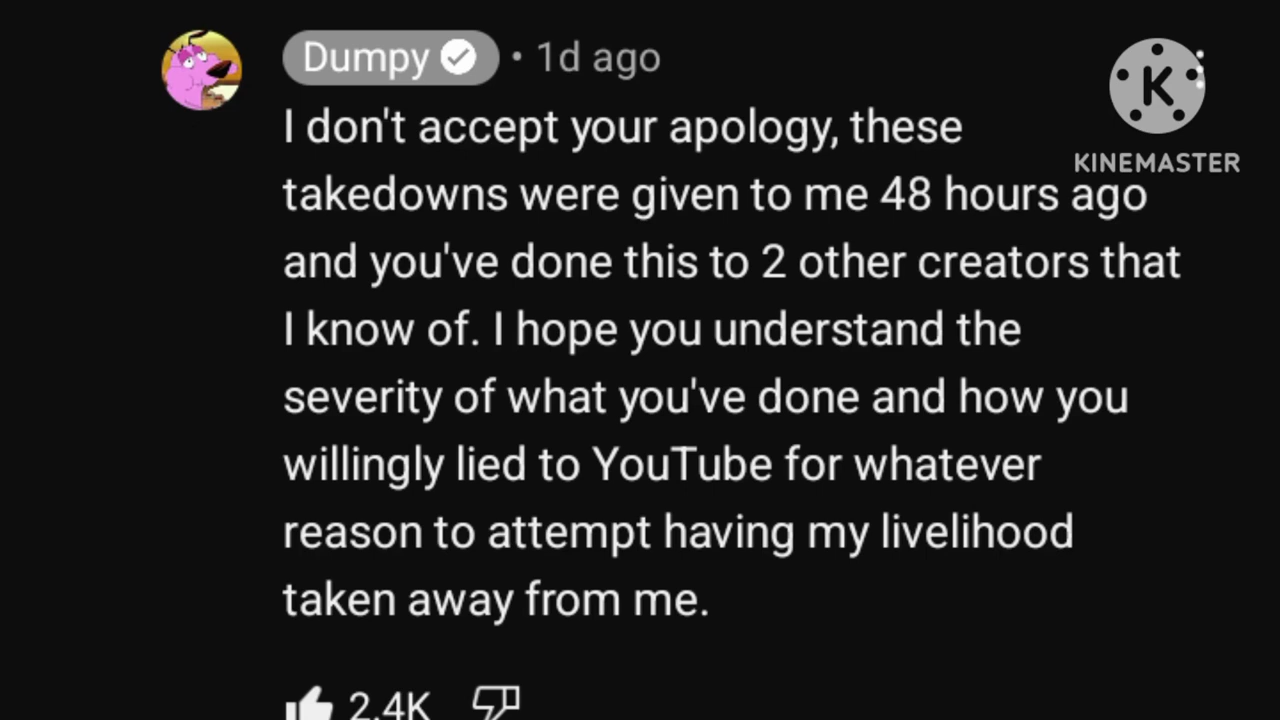 Dumpy • 1d ago
I don't accept your apology, these
takedowns were given to me 48 hours ago
and you've done this to 2 other creators that
I know of. I hope you understand the
severity of what you've done and how you
willingly lied to YouTube for whatever
reason to attempt having my livelihood
taken away from me.
2.4K
K
KINEMASTER